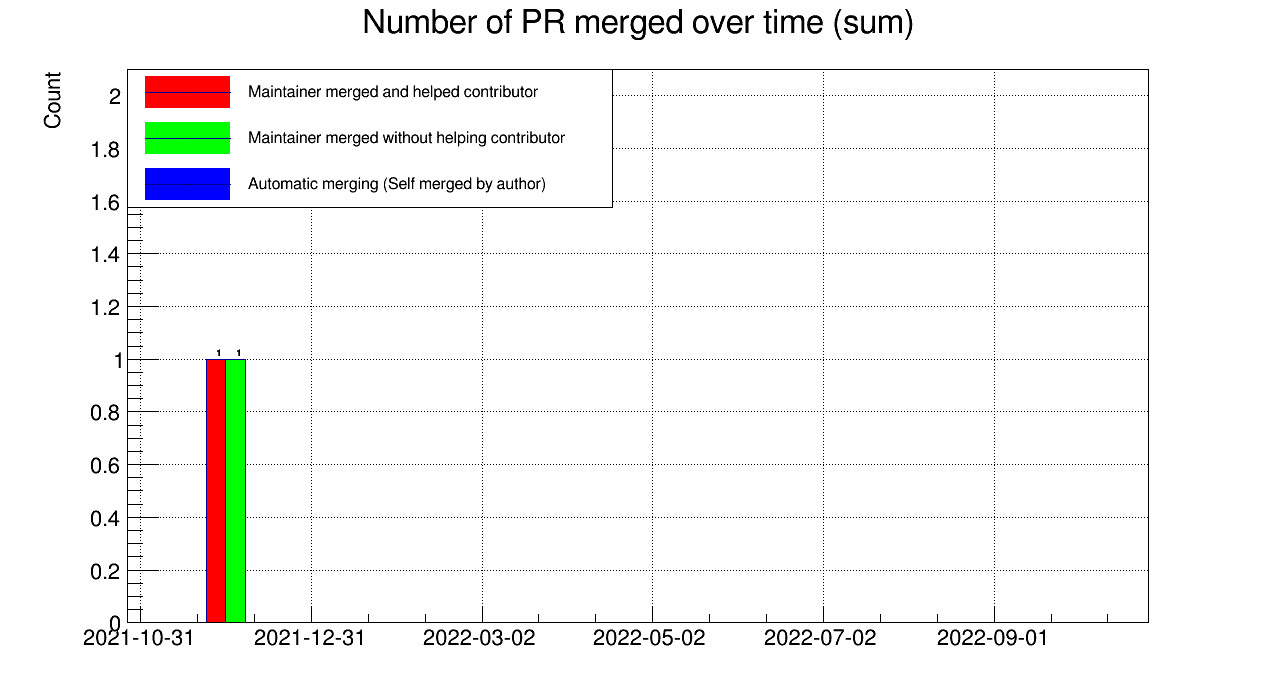 Number of PR merged over time (sum)
Count
Maintainer merged and helped contributor
Maintainer merged without helping contributor
Automatic merging (Self merged by author)
2
1.8
1.6
1.4
1.2
1
0.8
0.6
0.4
0.2
0
1 1
2021-10-31 2021-12-31 2022-03-02 2022-05-02 2022-07-02 2022-09-01